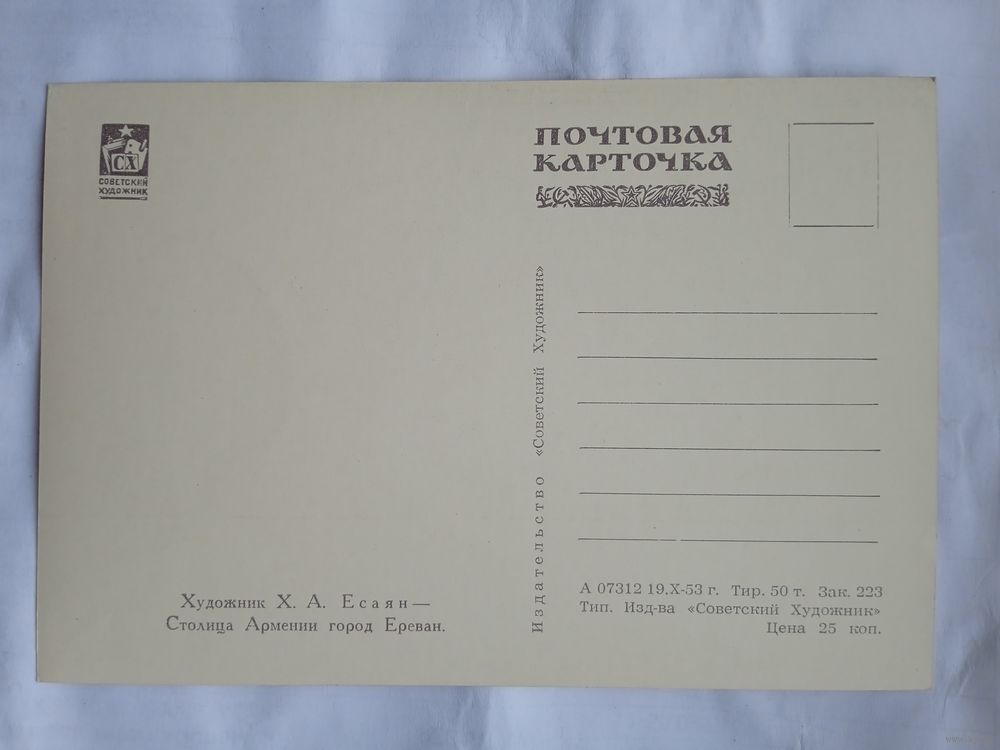 СХ
СОВЕТСКИЙ
ХУДОЖНИК
ПОЧТОВАЯ
КАРТОЧКА
Издательство «Советский Художник»
Художник Х. А. Есаян—
Столица Армении город Ереван.
А 07312 19.X-53 г. Тир. 50 т. Зак. 223
Тип. Изд-ва «Советский Художник»
Цена 25 коп.